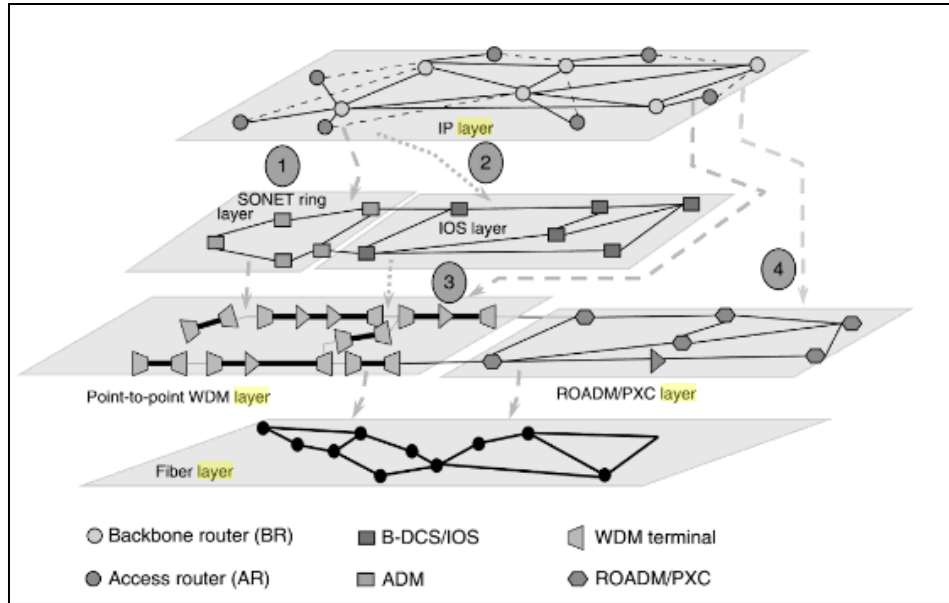 IP layer
1
2
SONET ring
layer
IOS layer
3
4
Point-to-point WDM layer
ROADM/PXC layer
Fiber layer
Backbone router (BR)
B-DCS/IOS
WDM terminal
Access router (AR)
ADM
ROADM/PXC